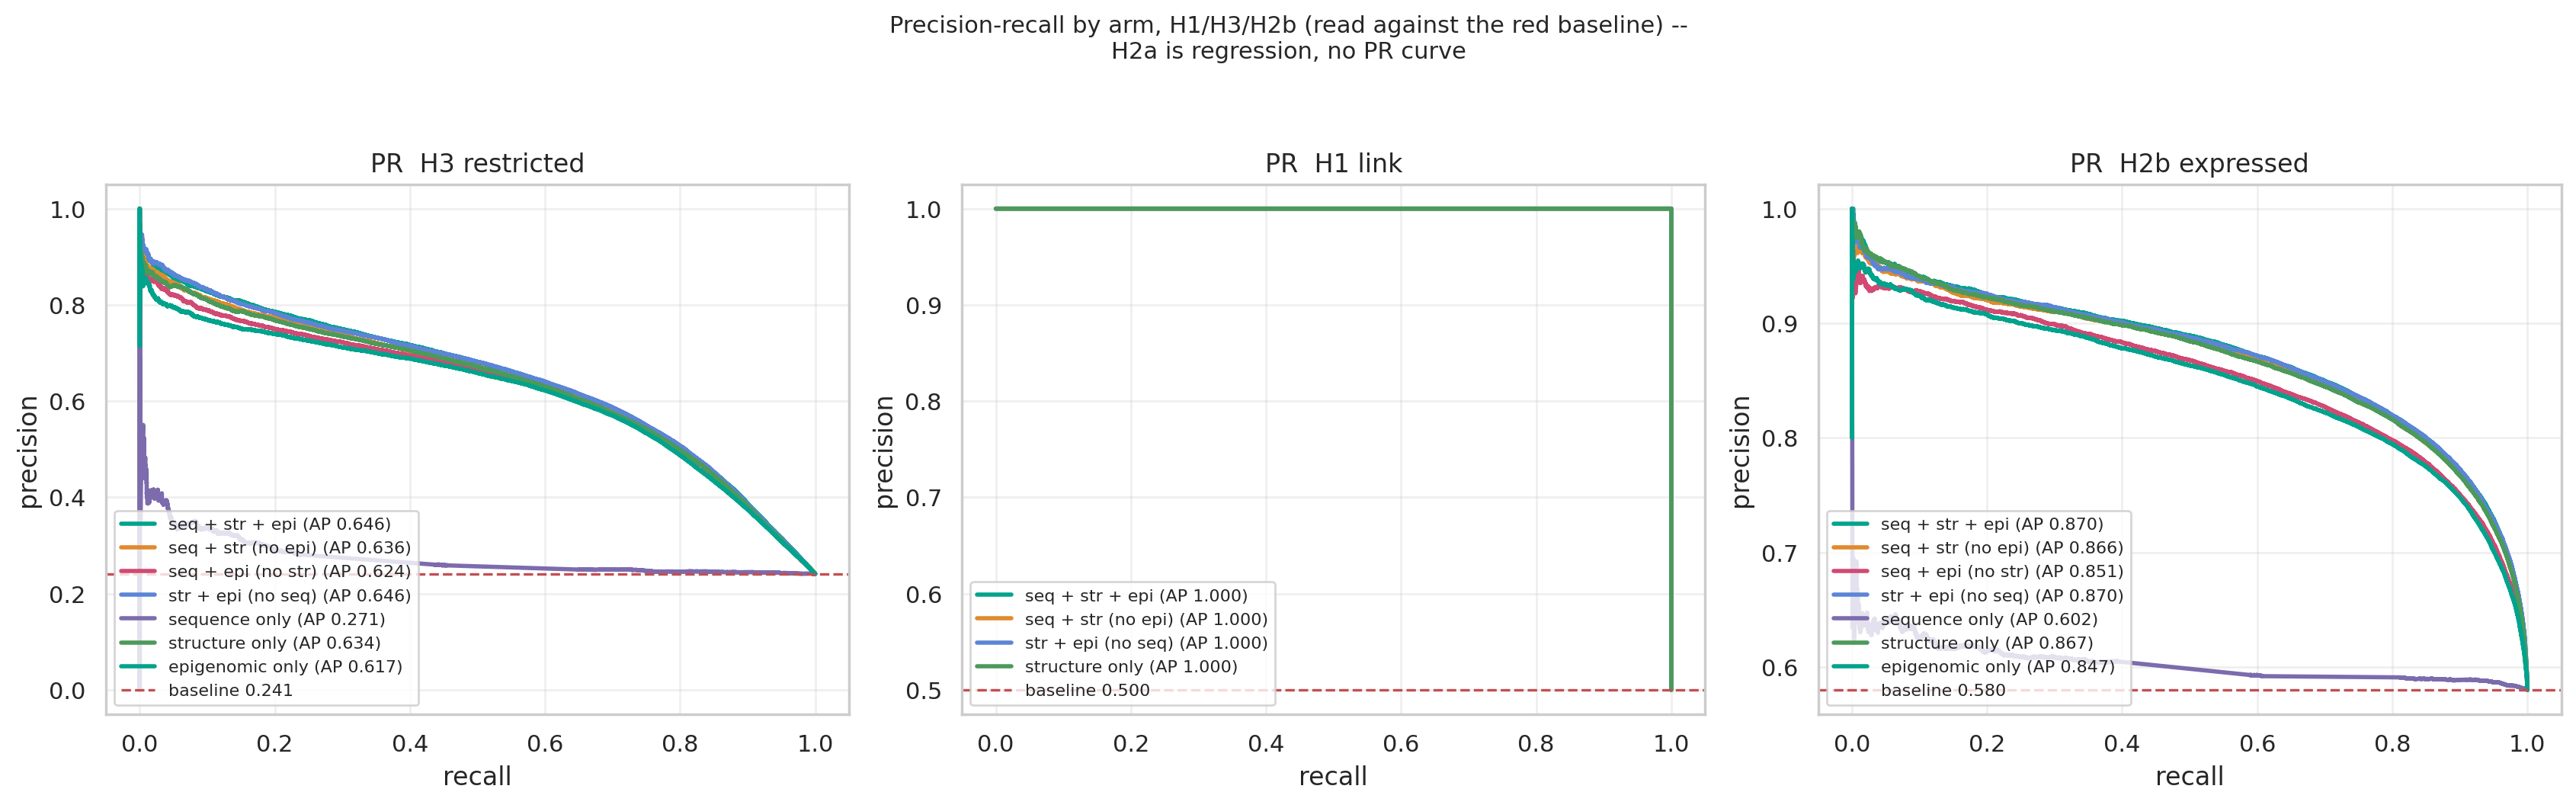 Precision-recall by arm, H1/H3/H2b (read against the red baseline) --
H2a is regression, no PR curve
PR  H3 restricted
precision
1.0
0.8
0.6
0.4
0.2
0.0
seq + str + epi (AP 0.646)
seq + str (no epi) (AP 0.636)
seq + epi (no str) (AP 0.624)
str + epi (no seq) (AP 0.646)
sequence only (AP 0.271)
structure only (AP 0.634)
epigenomic only (AP 0.617)
baseline 0.241
0.0 0.2 0.4 0.6 0.8 1.0
recall
PR  H1 link
precision
1.0
0.9
0.8
0.7
0.6
0.5
seq + str + epi (AP 1.000)
seq + str (no epi) (AP 1.000)
str + epi (no seq) (AP 1.000)
structure only (AP 1.000)
baseline 0.500
0.0 0.2 0.4 0.6 0.8 1.0
recall
PR  H2b expressed
precision
1.0
0.9
0.8
0.7
0.6
seq + str + epi (AP 0.870)
seq + str (no epi) (AP 0.866)
seq + epi (no str) (AP 0.851)
str + epi (no seq) (AP 0.870)
sequence only (AP 0.602)
structure only (AP 0.867)
epigenomic only (AP 0.847)
baseline 0.580
0.0 0.2 0.4 0.6 0.8 1.0
recall